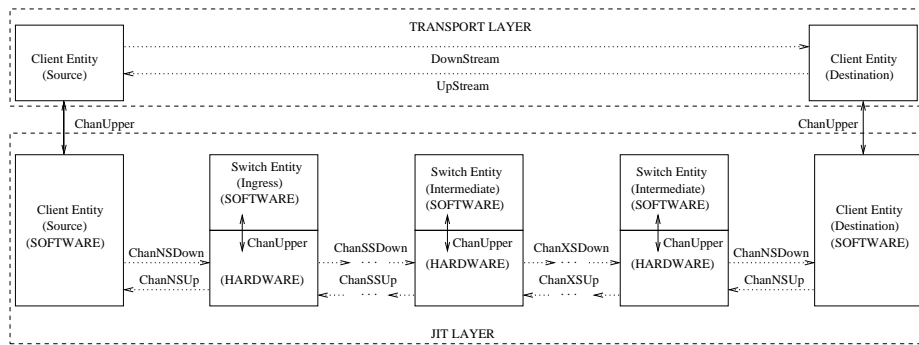 TRANSPORT LAYER
Client Entity
(Source)
DownStream
UpStream
Client Entity
(Destination)
ChanUpper
ChanUpper
Client Entity
(Source)
(SOFTWARE)
Switch Entity
(Ingress)
(SOFTWARE)
ChanUpper
(HARDWARE)
Switch Entity
(Intermediate)
(SOFTWARE)
ChanUpper
(HARDWARE)
Switch Entity
(Intermediate)
(SOFTWARE)
ChanUpper
(HARDWARE)
Client Entity
(Destination)
(SOFTWARE)
ChanNSDown
ChanNSUp
ChanSSDown
ChanSSUp
ChanXSDown
ChanXSUp
ChanNSDown
ChanNSUp
JIT LAYER